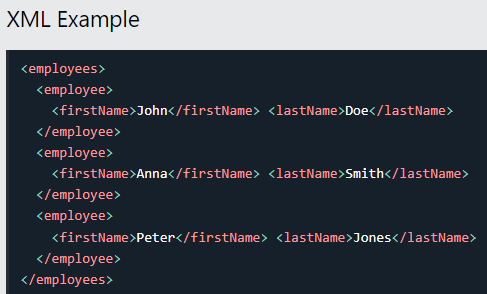 XML Example
<employees>
  <employee>
    <firstName>John</firstName> <lastName>Doe</lastName>
  </employee>
  <employee>
    <firstName>Anna</firstName> <lastName>Smith</lastName>
  </employee>
  <employee>
    <firstName>Peter</firstName> <lastName>Jones</lastName>
  </employee>
</employees>